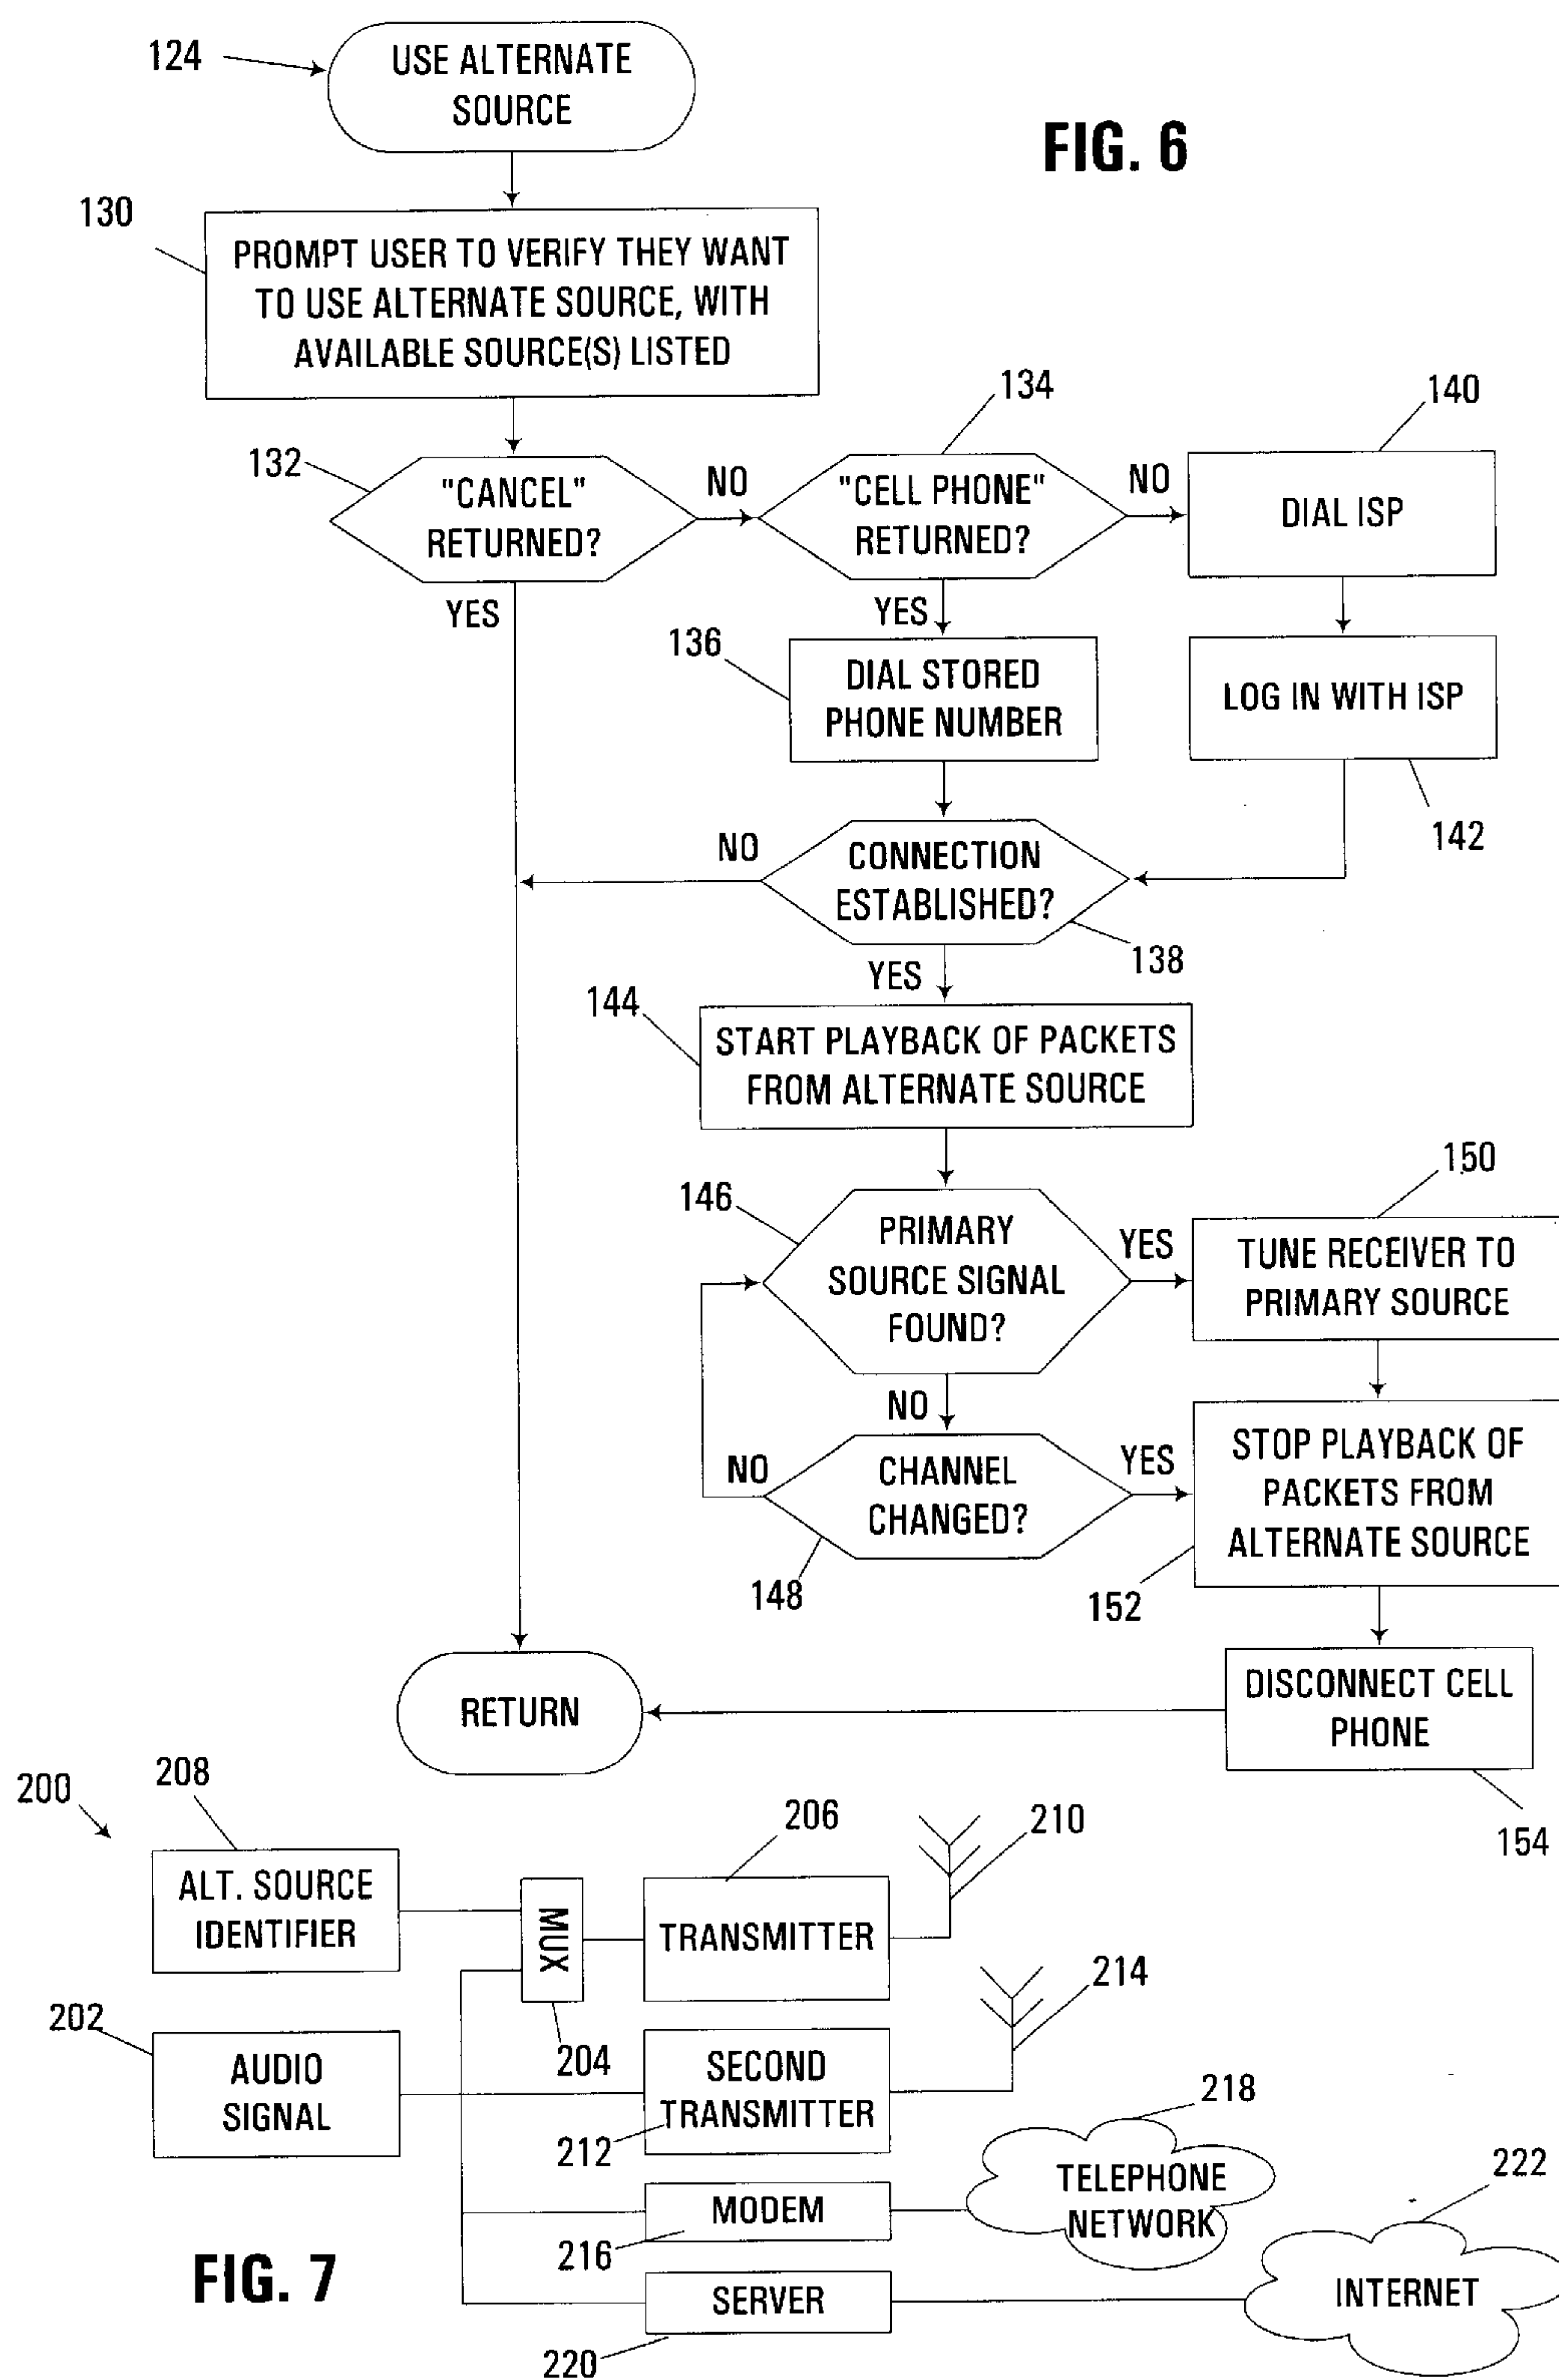 124
USE ALTERNATE
SOURCE
FIG. 6
130
PROMPT USER TO VERIFY THEY WANT
TO USE ALTERNATE SOURCE, WITH
AVAILABLE SOURCE(S) LISTED
134
140
132
"CANCEL"
RETURNED?
NO
"CELL PHONE"
RETURNED?
NO
DIAL ISP
YES
YES
136
DIAL STORED
PHONE NUMBER
LOG IN WITH ISP
142
NO
CONNECTION
ESTABLISHED?
138
YES
144
START PLAYBACK OF PACKETS
FROM ALTERNATE SOURCE
150
146
PRIMARY
SOURCE SIGNAL
FOUND?
YES
TUNE RECEIVER TO
PRIMARY SOURCE
NO
NO
CHANNEL
CHANGED?
YES
STOP PLAYBACK OF
PACKETS FROM
ALTERNATE SOURCE
148
152
RETURN
DISCONNECT CELL
PHONE
154
200
208
206
210
ALT. SOURCE
IDENTIFIER
MUX
TRANSMITTER
214
202
204
AUDIO
SIGNAL
SECOND
TRANSMITTER
212
218
TELEPHONE
NETWORK
222
MODEM
216
FIG. 7
SERVER
INTERNET
220